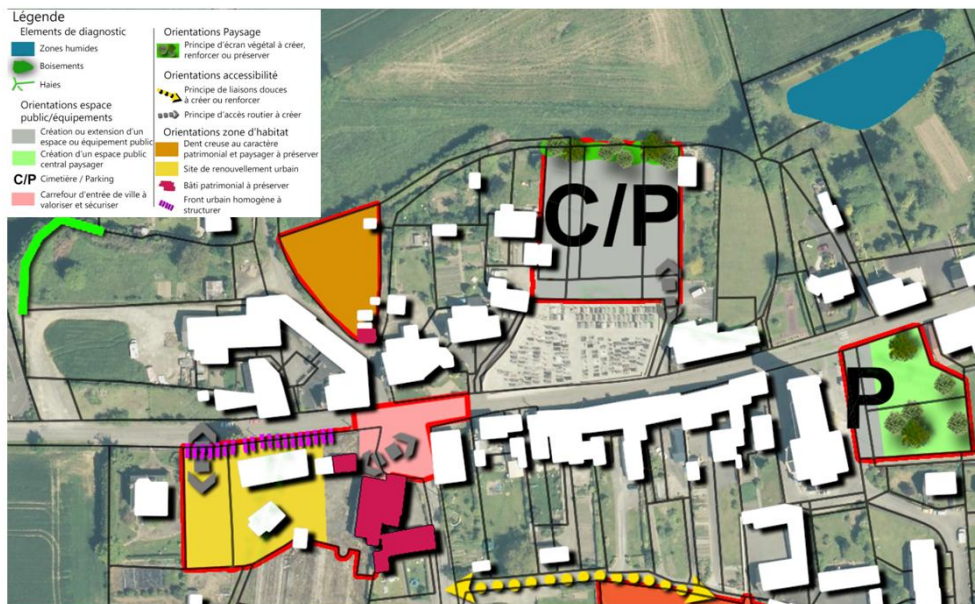 Légende
Elements de diagnostic
Zones humides
Boisements
Haies
Orientations espace
public/équipements
Création ou extension d'un
espace ou équipement public
Création d'un espace public
central paysager
C/P Cimetière / Parking
Carrefour d'entrée de ville à
valoriser et sécuriser
Orientations Paysage
Principe d'écran végétal à créer,
renforcer ou préserver
Orientations accessibilité
Principe de liaisons douces
à créer ou renforcer
Principe d'accès routier à créer
Orientations zone d'habitat
Dent creuse au caractère
patrimonial et paysager à préserver
Site de renouvellement urbain
Bâti patrimonial à préserver
Front urbain homogène à
structurer
C/P
P